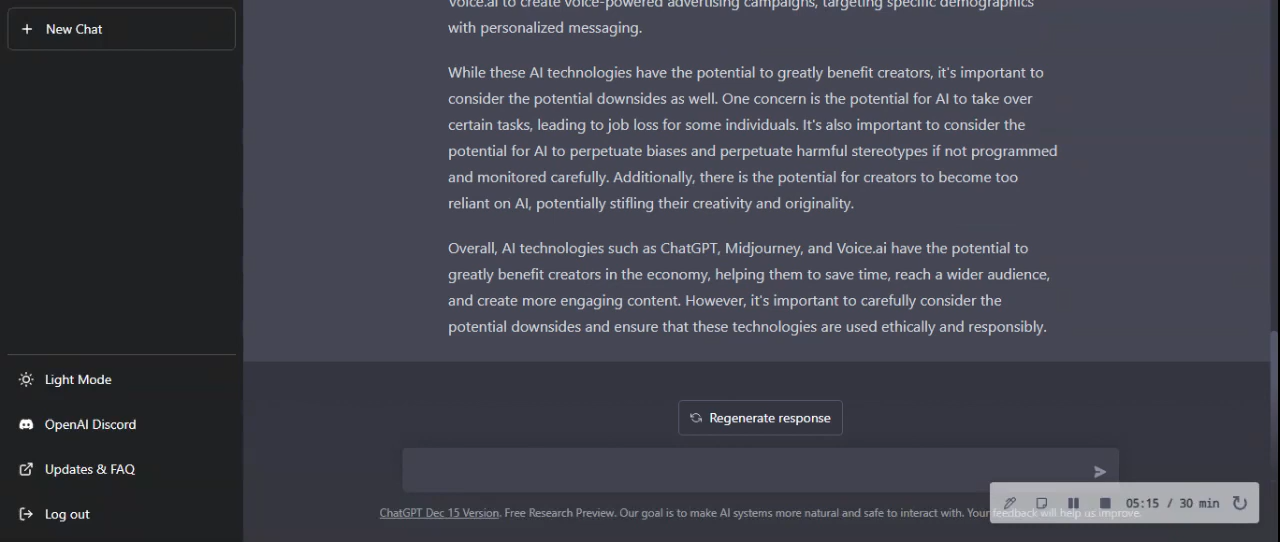 New Chat
Voice.ai to create voice-powered advertising campaigns, targeting specific demographics
with personalized messaging.
While these AI technologies have the potential to greatly benefit creators, it's important to
consider the potential downsides as well. One concern is the potential for AI to take over
certain tasks, leading to job loss for some individuals. It's also important to consider the
potential for AI to perpetuate biases and perpetuate harmful stereotypes if not programmed
and monitored carefully. Additionally, there is the potential for creators to become too
reliant on AI, potentially stifling their creativity and originality.
Overall, AI technologies such as ChatGPT, Midjourney, and Voice.ai have the potential to
greatly benefit creators in the economy, helping them to save time, reach a wider audience,
and create more engaging content. However, it's important to carefully consider the
potential downsides and ensure that these technologies are used ethically and responsibly.
Light Mode
OpenAI Discord
Updates & FAQ
Log out
Regenerate response
05:15 / 30 min
ChatGPT Dec 15 Version. Free Research Preview. Our goal is to make AI systems more natural and safe to interact with. Your feedback will help us improve.